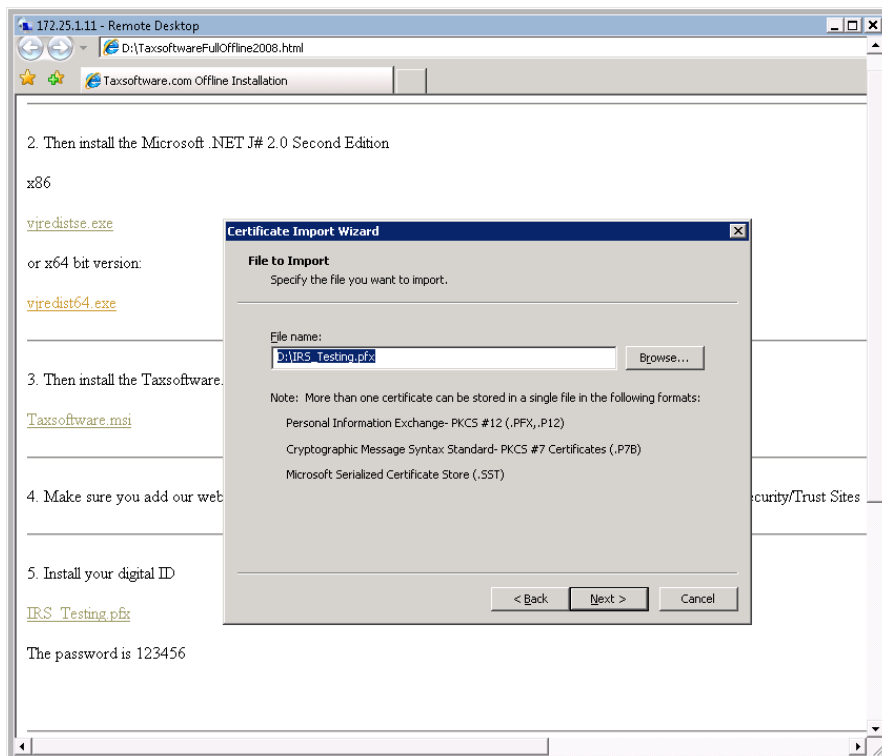 172.25.1.11 - Remote Desktop
D:\TaxsoftwareFullOffline2008.html
Taxsoftware.com Offline Installation
2. Then install the Microsoft .NET J# 2.0 Second Edition
x86
vjredistse.exe
or x64 bit version:
vjredist64.exe
3. Then install the Taxsoftware.
Taxsoftware.msi
4. Make sure you add our web
curity/Trust Sites
5. Install your digital ID
IRS_Testing.pfx
The password is 123456
Certificate Import Wizard
File to Import
Specify the file you want to import.
File name:
D:\IRS_Testing.pfx
Browse...
Note: More than one certificate can be stored in a single file in the following formats:
Personal Information Exchange- PKCS #12 (.PFX,.P12)
Cryptographic Message Syntax Standard- PKCS #7 Certificates (.P7B)
Microsoft Serialized Certificate Store (.SST)
< Back
Next >
Cancel